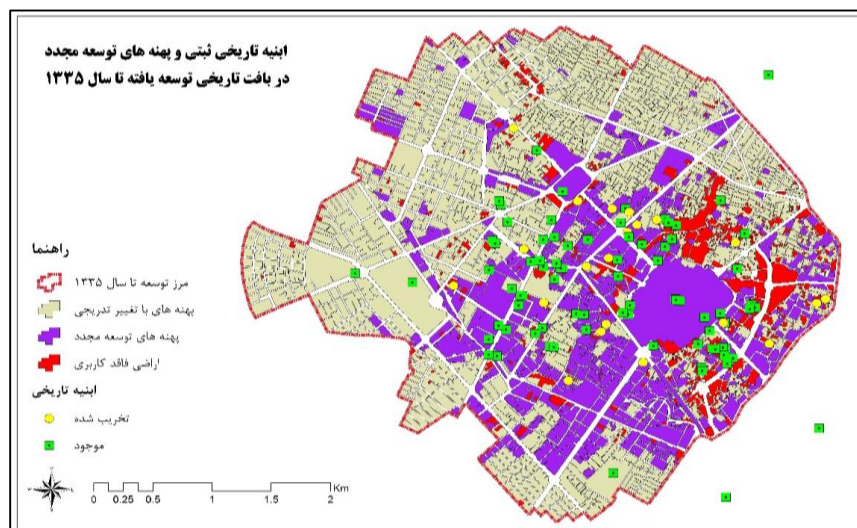 ابنیه تاریخی ثبتی و پهنه های توسعه مجدد
در بافت تاریخی توسعه یافته تا سال ۱۳۳۵
راهنما
مرز توسعه تا سال ۱۳۳۵
پهنه های با تغییر تدریجی
پهنه های توسعه مجدد
اراضی فاقد کاربری
ابنیه تاریخی
تخریب شده
موجود
0 0.25 0.5 1 1.5 2 Km